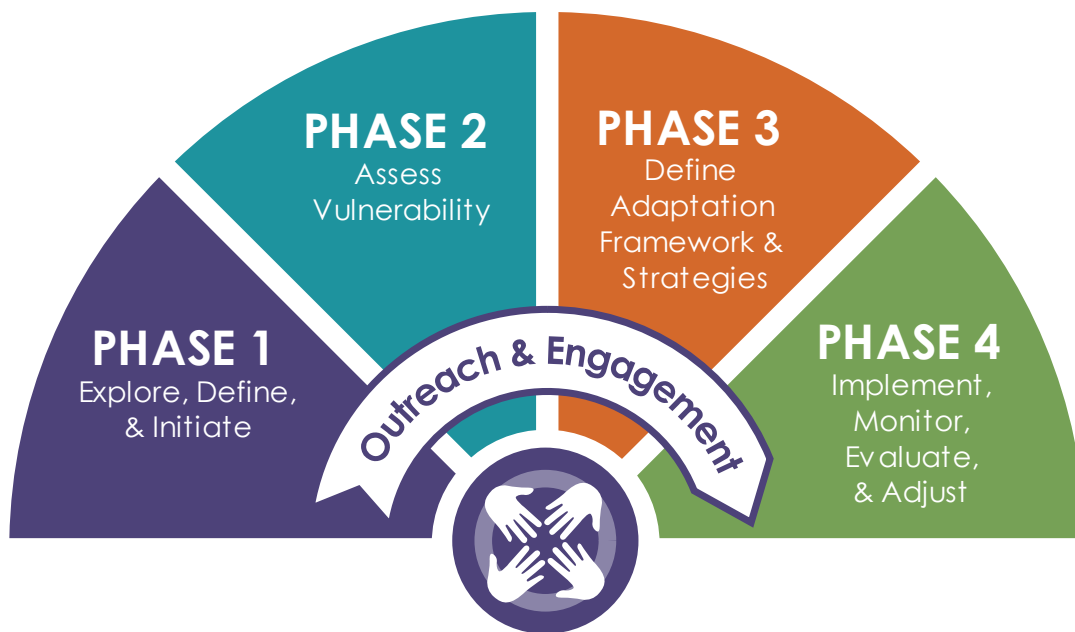 PHASE 1
Explore, Define,
& Initiate
PHASE 2
Assess
Vulnerability
PHASE 3
Define
Adaptation
Framework &
Strategies
PHASE 4
Implement,
Monitor,
Evaluate,
& Adjust
Outreach & Engagement